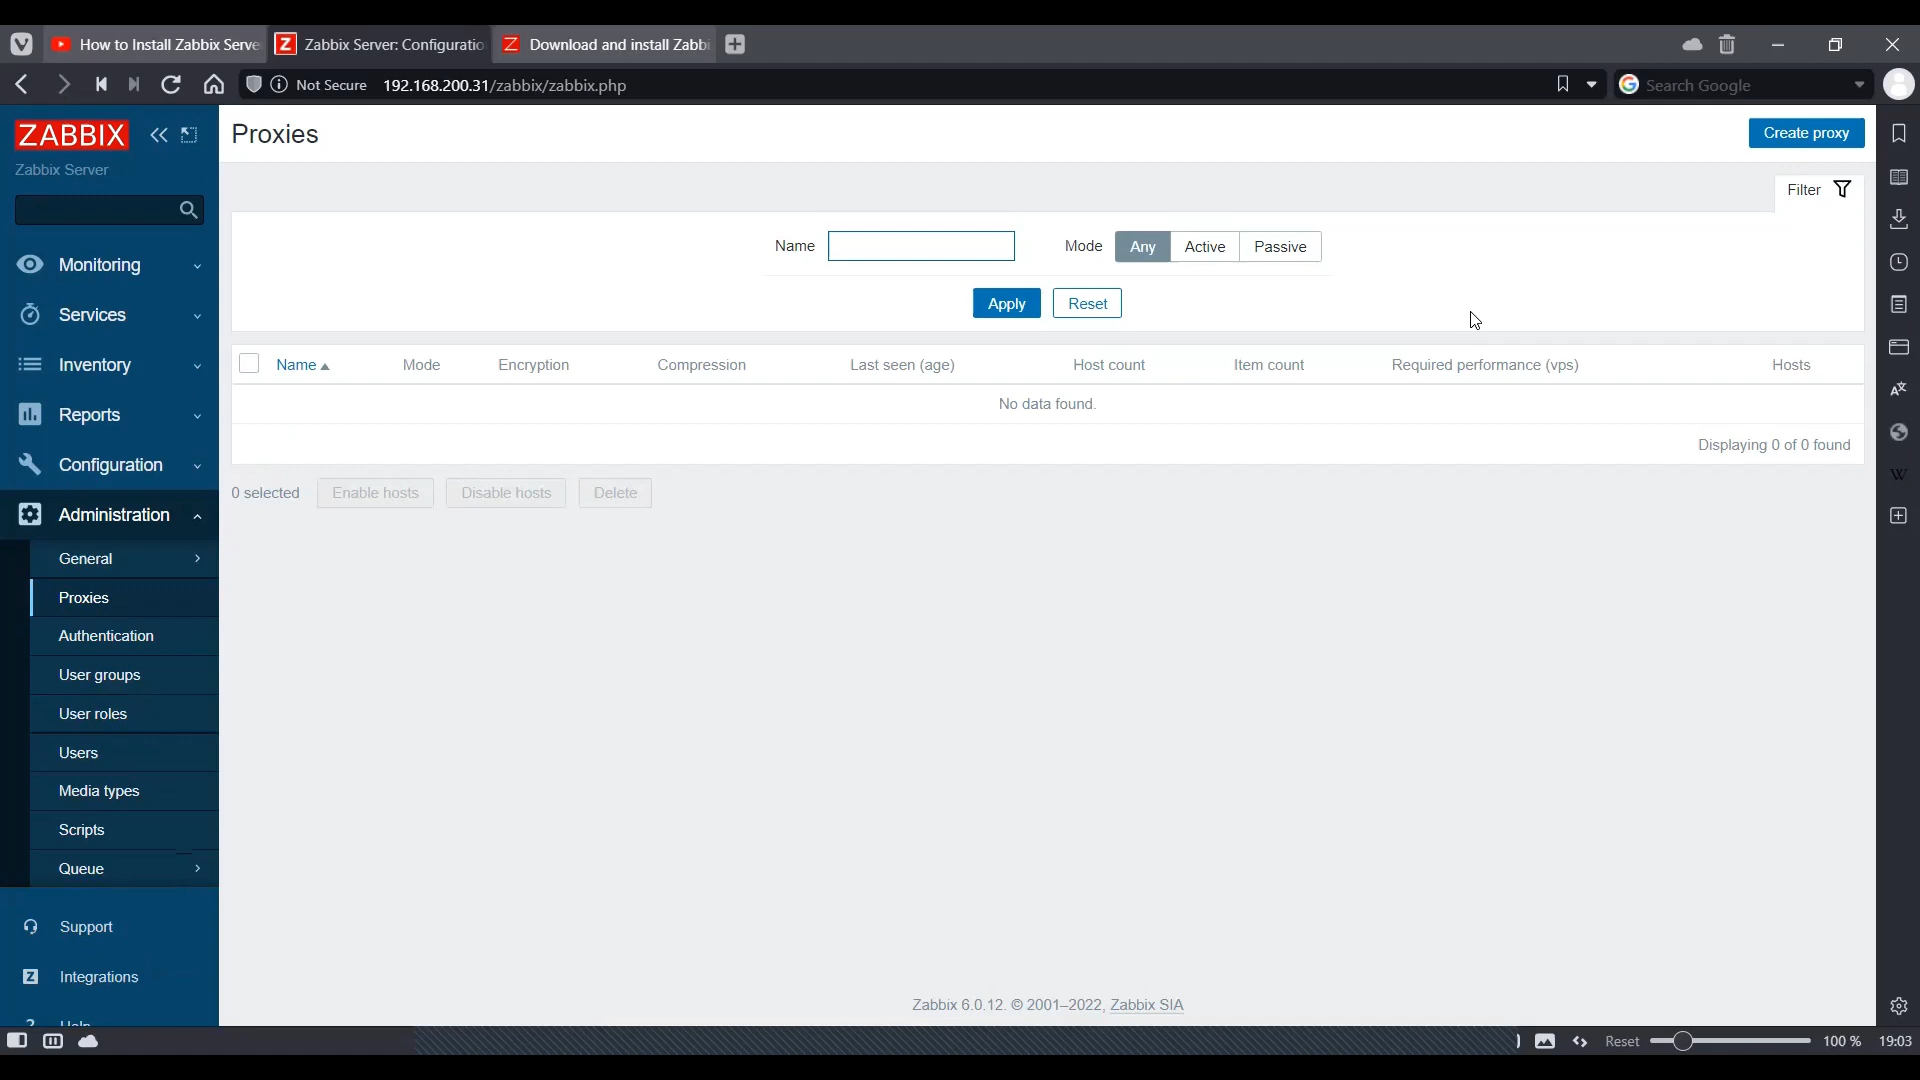 How to Install Zabbix Serve
Zabbix Server: Configuratio
Download and install Zabbi
Not Secure 192.168.200.31/zabbix/zabbix.php
Search Google
ZABBIX
Zabbix Server
Monitoring
Services
Inventory
Reports
Configuration
Administration
General
Proxies
Authentication
User groups
User roles
Users
Media types
Scripts
Queue
Support
Integrations
Proxies
Create proxy
Filter
Name Mode Any Active Passive
Apply Reset
Name Mode Encryption Compression Last seen (age) Host count Item count Required performance (vps) Hosts
No data found.
Displaying 0 of 0 found
0 selected Enable hosts Disable hosts Delete
Zabbix 6.0.12. © 2001–2022, Zabbix SIA
Reset 100 % 19:03